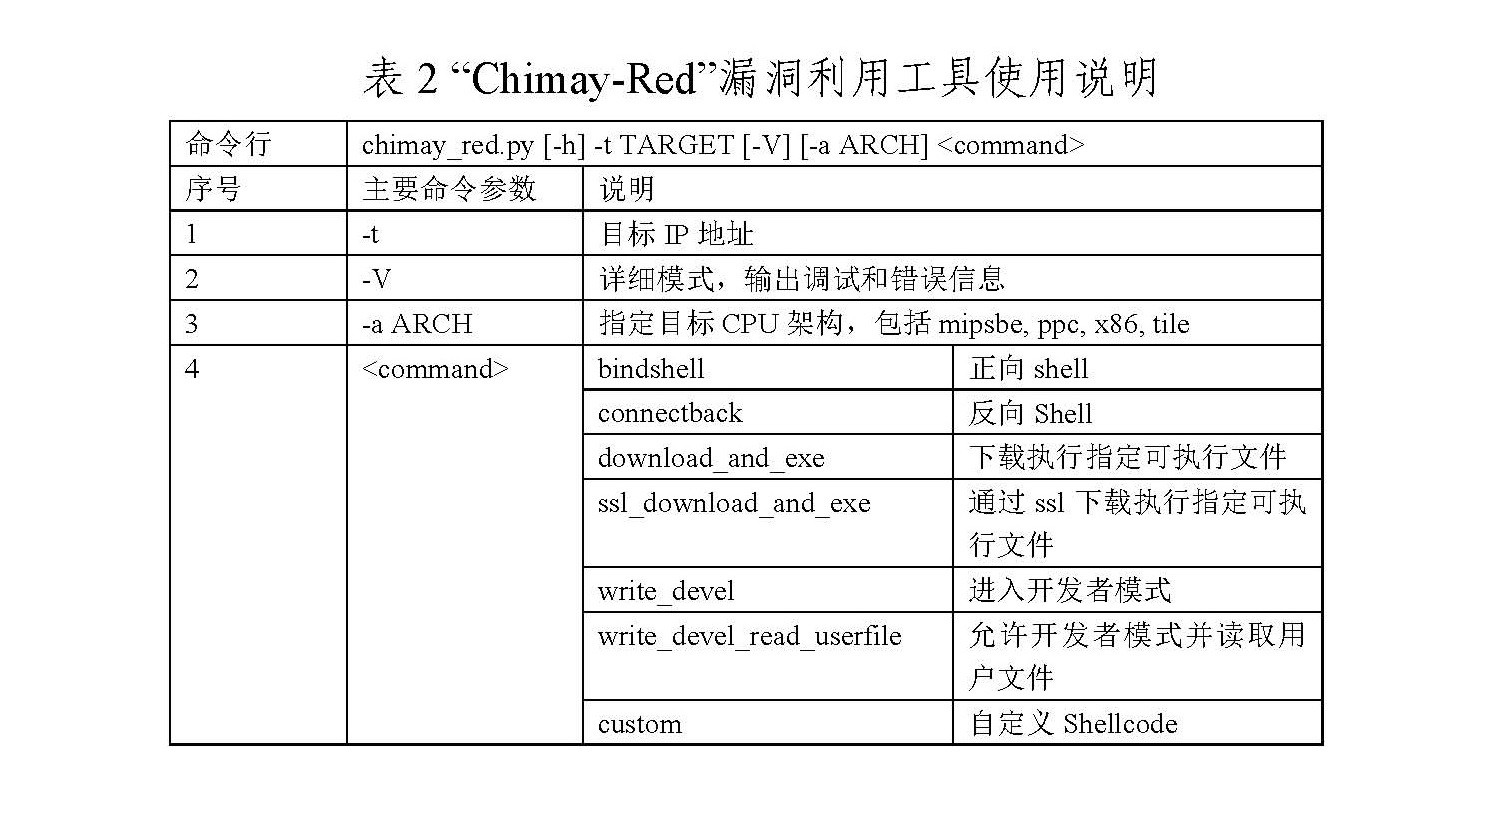 表 2 “Chimay-Red”漏洞利用工具使用说明
命令行 chimay_red.py [-h] -t TARGET [-V] [-a ARCH] <command>
序号 主要命令参数 说明
1 -t 目标 IP 地址
2 -V 详细模式，输出调试和错误信息
3 -a ARCH 指定目标 CPU 架构，包括 mipsbe, ppc, x86, tile
4 <command> bindshell 正向 shell
connectback 反向 Shell
download_and_exe 下载执行指定可执行文件
ssl_download_and_exe 通过 ssl 下载执行指定可执
行文件
write_devel 进入开发者模式
write_devel_read_userfile 允许开发者模式并读取用
户文件
custom 自定义 Shellcode